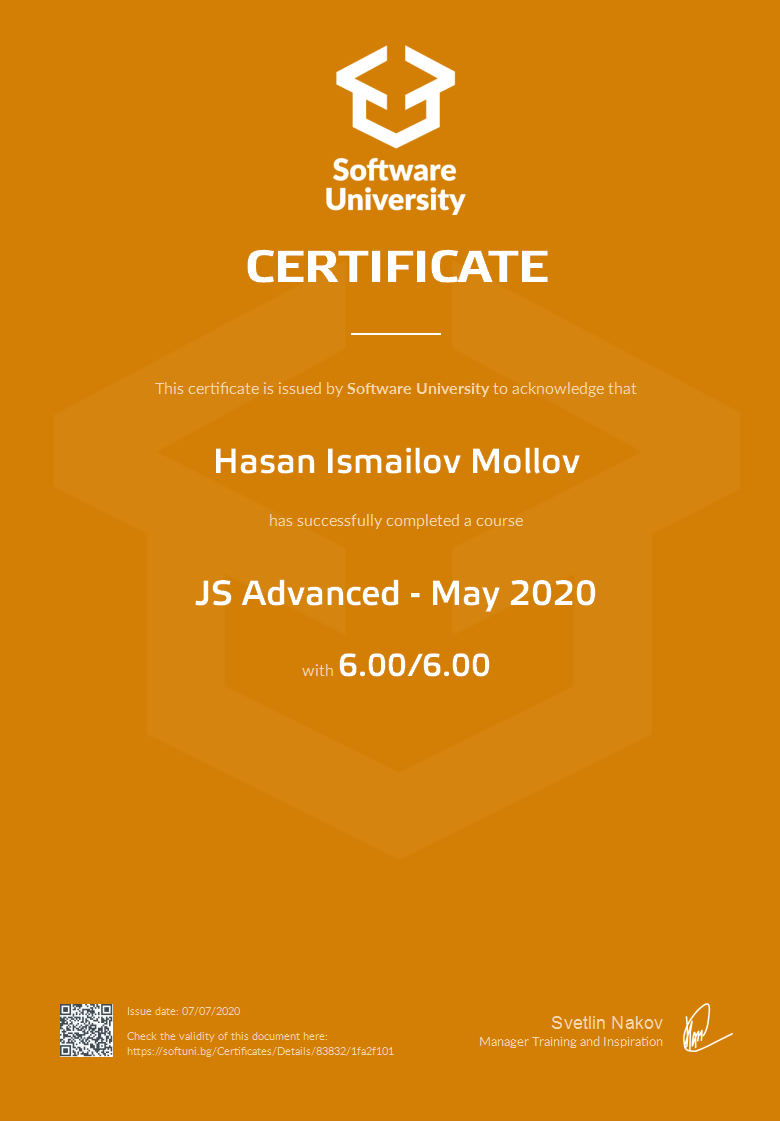 Software
University
CERTIFICATE
This certificate is issued by Software University to acknowledge that
Hasan Ismailov Mollov
has successfully completed a course
JS Advanced - May 2020
with 6.00/6.00
Issue date: 07/07/2020
Check the validity of this document here:
https://softuni.bg/Certificates/Details/83832/1fa2f101
Svetlin Nakov
Manager Training and Inspiration